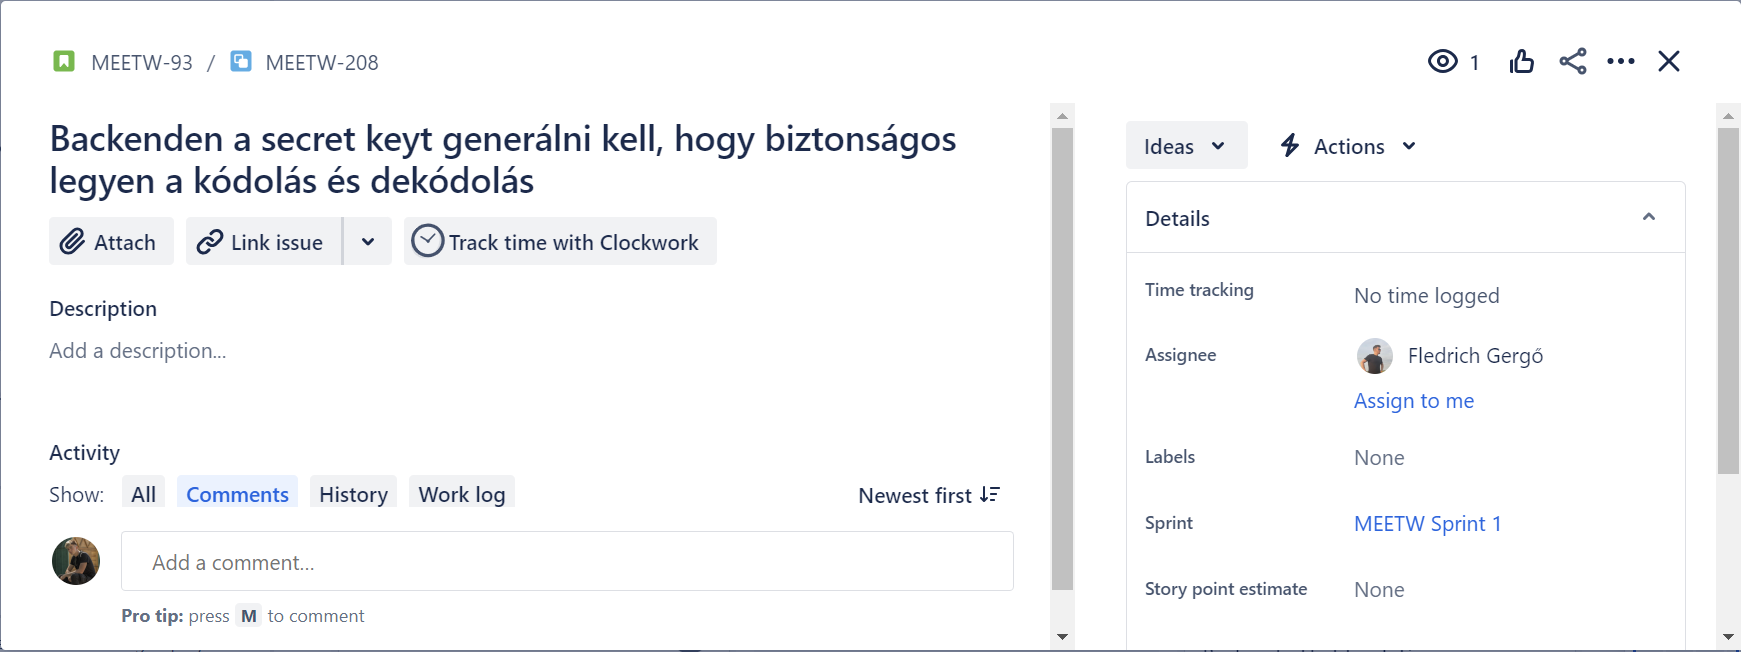 MEETW-93 / MEETW-208
1
Backenden a secret keyt generálni kell, hogy biztonságos
legyen a kódolás és dekódolás
Attach
Link issue
Track time with Clockwork
Description
Add a description...
Activity
Show: All Comments History Work log
Newest first
Add a comment...
Pro tip: press M to comment
Ideas
Actions
Details
Time tracking
No time logged
Assignee
Fledrich Gergő
Assign to me
Labels
None
Sprint
MEETW Sprint 1
Story point estimate
None